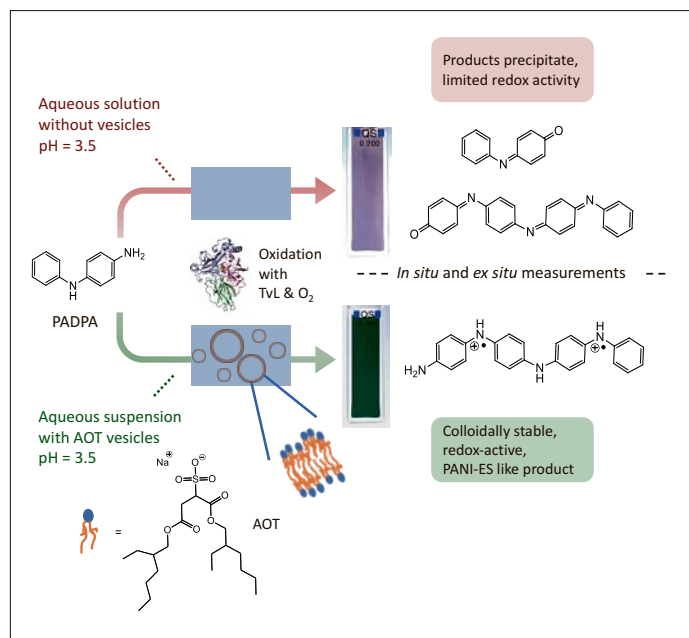 Products precipitate,
limited redox activity
Aqueous solution
without vesicles
pH = 3.5
QS
0.200
O
N
N
N
N
O
NH₂
N
H
PADPA
Oxidation
with
TvL & O₂
In situ and ex situ measurements
QS
H
N
⊕•
H
N
⊕•
H₂N
N
H
Aqueous suspension
with AOT vesicles
pH = 3.5
Colloidally stable,
redox-active,
PANI-ES like product
Na⊕
O⊖
O=S=O
O
O
O
O
=
AOT